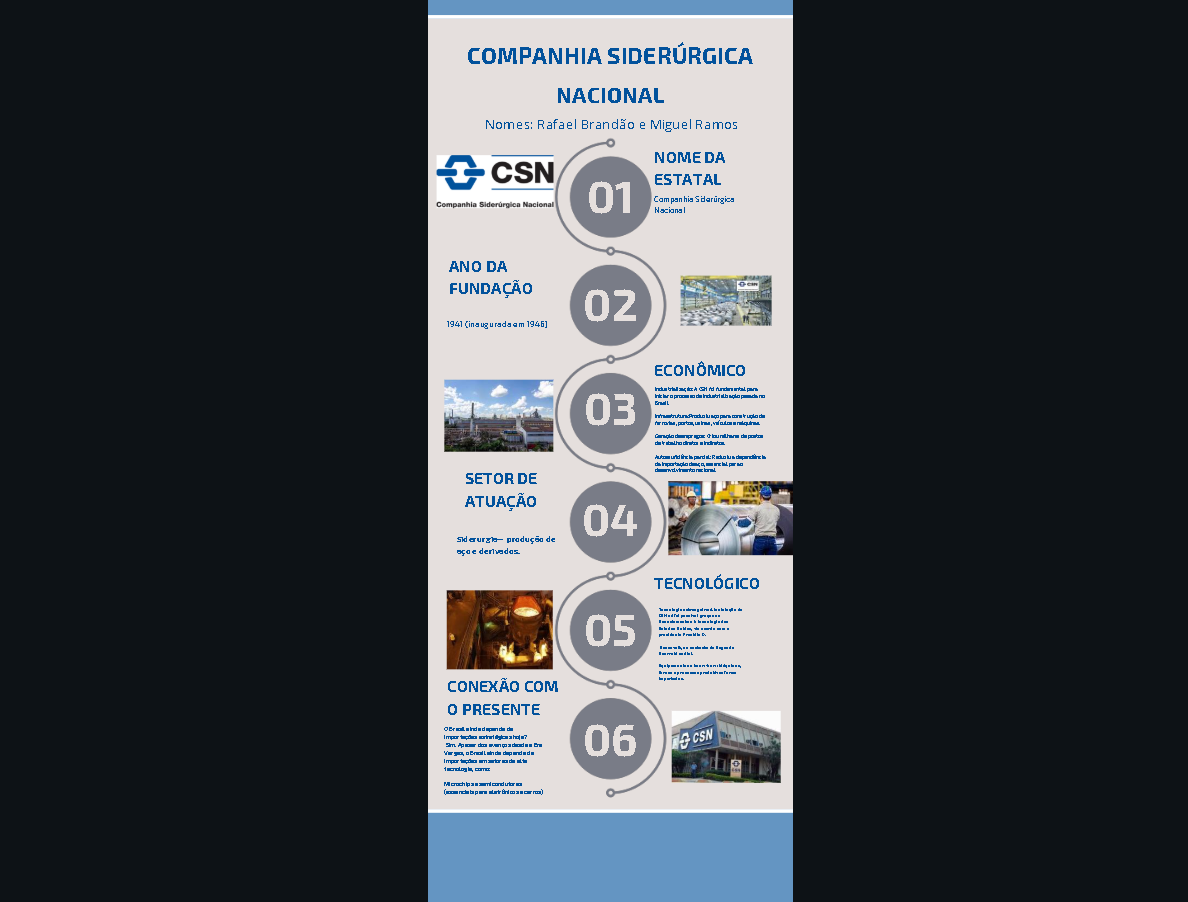 COMPANHIA SIDERÚRGICA
NACIONAL
Nomes: Rafael Brandão e Miguel Ramos
CSN
Companhia Siderúrgica Nacional
01
NOME DA
ESTATAL
Companhia Siderúrgica
Nacional
ANO DA
FUNDAÇÃO
1941 (inaugurada em 1946)
02
CSN
03
ECONÔMICO
Industrialização: A CSN foi fundamental para
iniciar o processo de industrialização pesada no
Brasil.
Infraestrutura: Produziu aço para construção de
ferrovias, portos, usinas, veículos e máquinas.
Geração de empregos: Criou milhares de postos
de trabalho diretos e indiretos.
Autossuficiência parcial: Reduziu a dependência
da importação de aço, essencial para o
desenvolvimento nacional.
SETOR DE
ATUAÇÃO
Siderurgia— produção de
aço e derivados.
04
05
TECNOLÓGICO
CONEXÃO COM
O PRESENTE
O Brasil ainda depende de
importações estratégicas hoje?
Sim. Apesar dos avanços desde a Era
Vargas, o Brasil ainda depende de
importações em setores de alta
tecnologia, como:
Microchips e semicondutores
(essenciais para eletrônicos e carros)
06
CSN